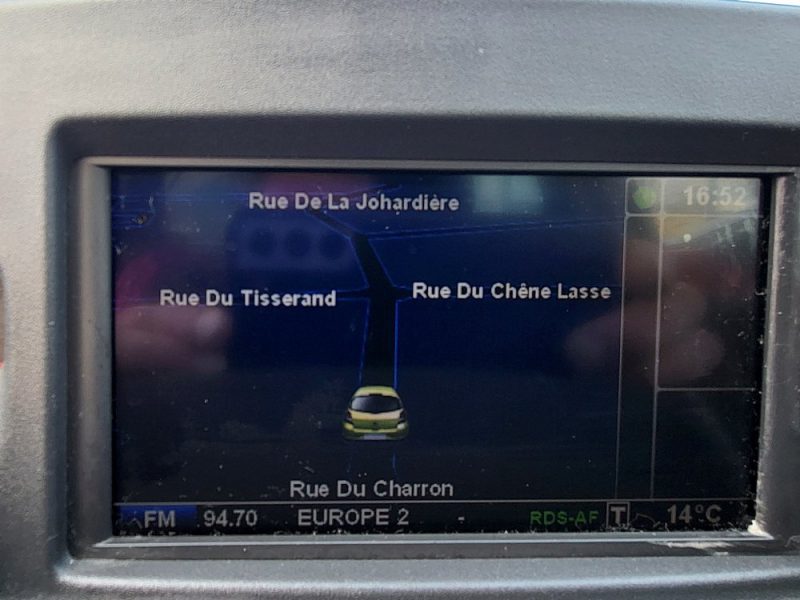 16:52
Rue De La Johardière
Rue Du Chêne Lasse
Rue Du Tisserand
Rue Du Charron
FM 94.70 EUROPE 2 - RDS-AF T 14°C